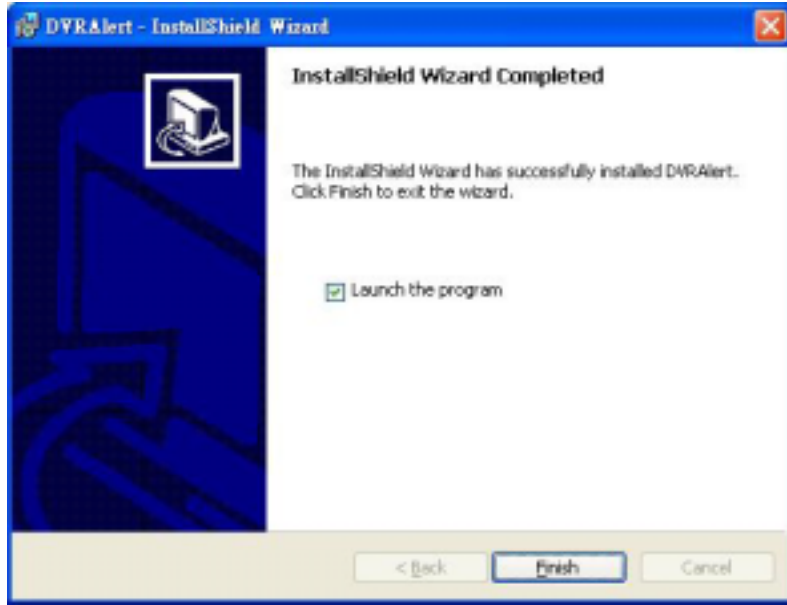 DVRAlert - InstallShield Wizard
InstallShield Wizard Completed
The InstallShield Wizard has successfully installed DVRAlert.
Click Finish to exit the wizard.
Launch the program
< Back
Finish
Cancel